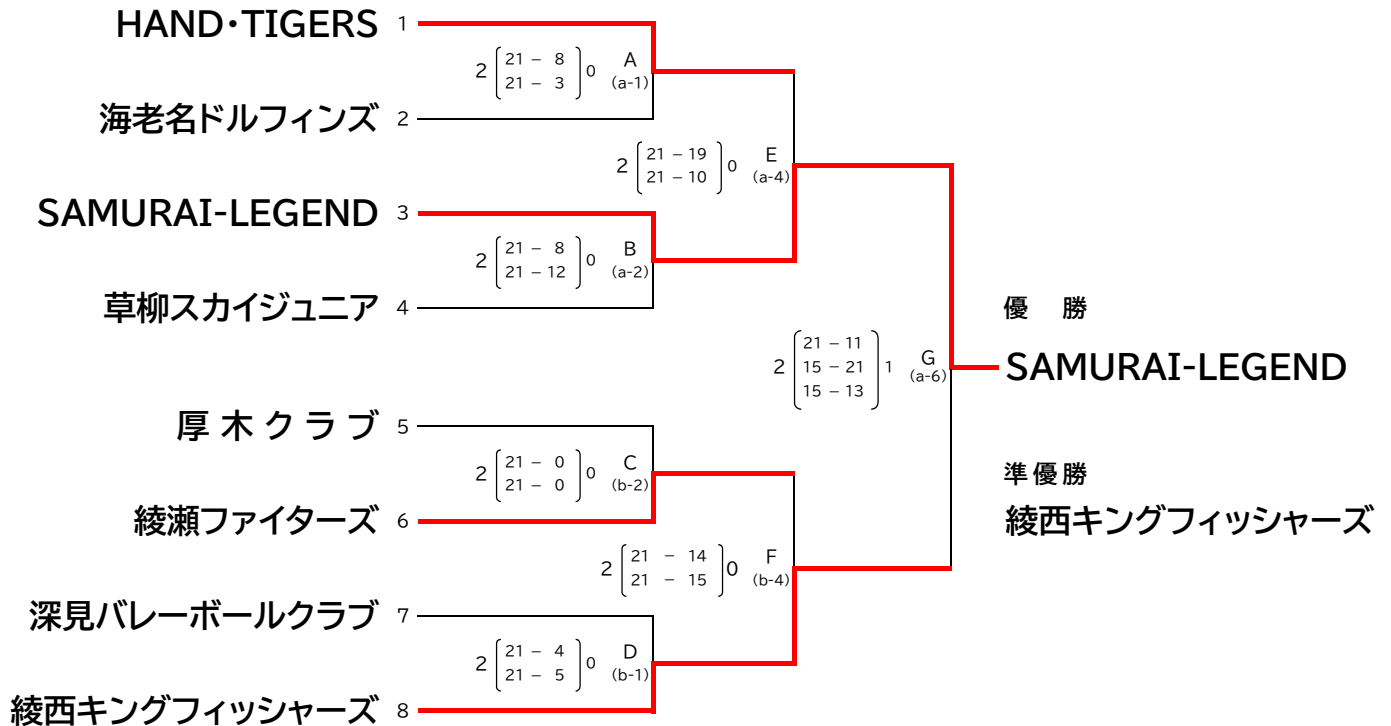 HAND・TIGERS 1
2 21 － 8 0 A
21 － 3 (a-1)
海老名ドルフィンズ 2
2 21 － 19 0 E
21 － 10 (a-4)
SAMURAI-LEGEND 3
2 21 － 8 0 B
21 － 12 (a-2)
草柳スカイジュニア 4
優 勝
2 21 － 11 1 G
15 － 21 (a-6)
15 － 13
SAMURAI-LEGEND
厚木クラブ 5
2 21 － 0 0 C
21 － 0 (b-2)
準優勝
綾瀬ファイターズ 6
綾西キングフィッシャーズ
2 21 － 14 0 F
21 － 15 (b-4)
深見バレーボールクラブ 7
2 21 － 4 0 D
21 － 5 (b-1)
綾西キングフィッシャーズ 8